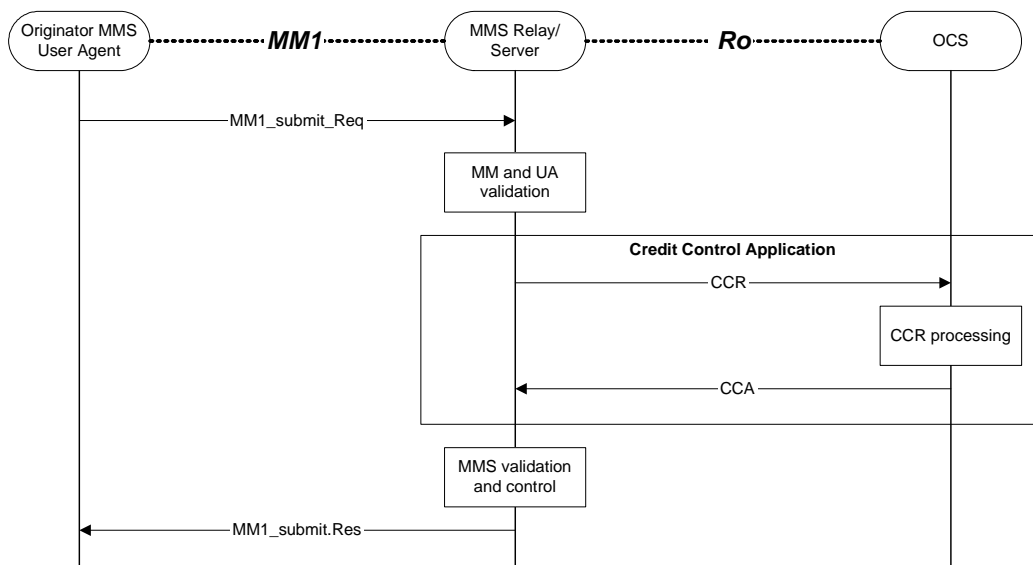 Originator MMS
User Agent
MM1
MMS Relay/
Server
Ro
OCS
MM1_submit_Req
MM and UA
validation
Credit Control Application
CCR
CCR processing
CCA
MMS validation
and control
MM1_submit.Res